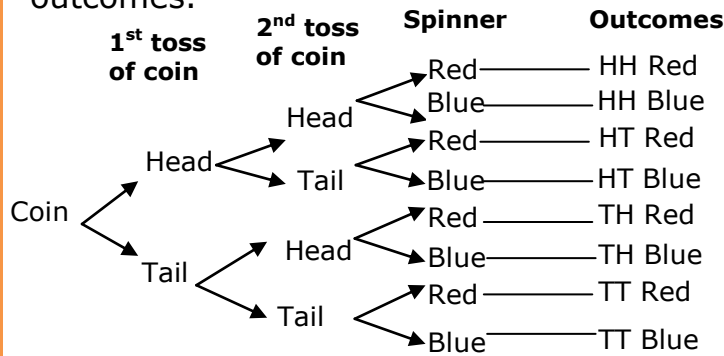 outcomes.
1st toss of coin
2nd toss of coin
Spinner
Outcomes
Red HH Red
Blue HH Blue
Head
Red HT Red
Head
Tail
Blue HT Blue
Coin
Red TH Red
Head
Blue TH Blue
Tail
Red TT Red
Tail
Blue TT Blue